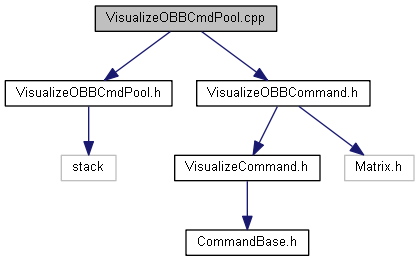 VisualizeOBBCmdPool.cpp
VisualizeOBBCmdPool.h
VisualizeOBBCommand.h
stack
VisualizeCommand.h
Matrix.h
CommandBase.h